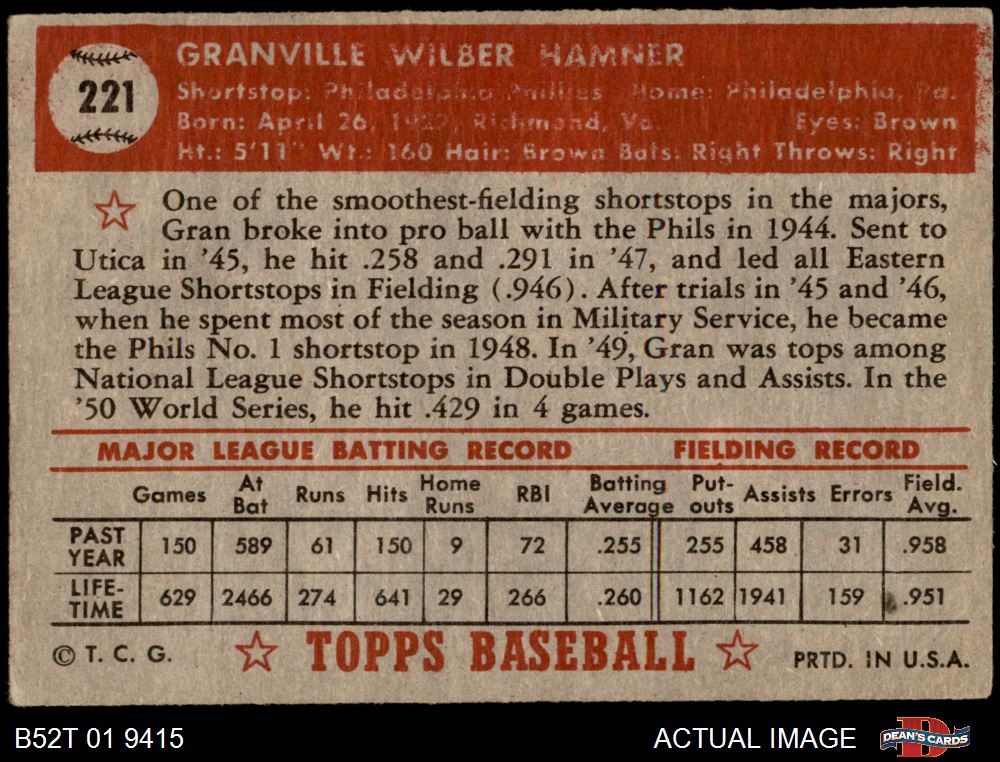 221
GRANVILLE WILBER HAMNER
Shortstop: Philadelphia Phillies Home: Philadelphia, Pa.
Born: April 26, Richmond, Va. Eyes: Brown
Ht.: 5'11" Wt.: 160 Hair: Brown Bats: Right Throws: Right
One of the smoothest-fielding shortstops in the majors,
Gran broke into pro ball with the Phils in 1944. Sent to
Utica in '45, he hit .258 and .291 in '47, and led all Eastern
League Shortstops in Fielding (.946). After trials in '45 and '46,
when he spent most of the season in Military Service, he became
the Phils No. 1 shortstop in 1948. In '49, Gran was tops among
National League Shortstops in Double Plays and Assists. In the
'50 World Series, he hit .429 in 4 games.
MAJOR LEAGUE BATTING RECORD FIELDING RECORD
Games At Bat Runs Hits Home Runs RBI Batting Average Put-outs Assists Errors Field. Avg.
PAST YEAR 150 589 61 150 9 72 .255 255 458 31 .958
LIFE-TIME 629 2466 274 641 29 266 .260 1162 1941 159 .951
© T. C. G. TOPPS BASEBALL PRTD. IN U.S.A.
B52T 01 9415 ACTUAL IMAGE DEAN'S CARDS